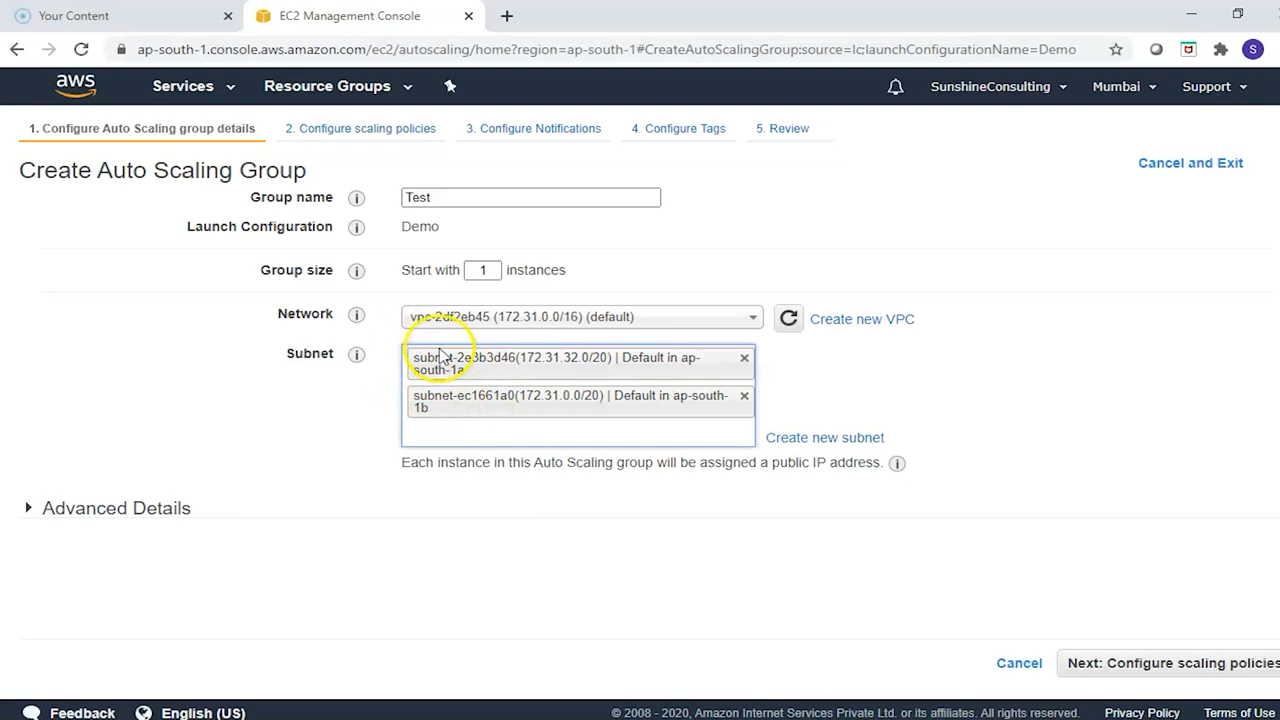 Your Content
EC2 Management Console
ap-south-1.console.aws.amazon.com/ec2/autoscaling/home?region=ap-south-1#CreateAutoScalingGroup:source=lc;launchConfigurationName=Demo
S
aws
Services
Resource Groups
SunshineConsulting
Mumbai
Support
1. Configure Auto Scaling group details
2. Configure scaling policies
3. Configure Notifications
4. Configure Tags
5. Review
Create Auto Scaling Group
Cancel and Exit
Group name
Test
Launch Configuration
Demo
Group size
Start with 1 instances
Network
vpc-2df2eb45 (172.31.0.0/16) (default)
Create new VPC
Subnet
subnet-2e3b3d46(172.31.32.0/20) | Default in ap-
south-1a
subnet-ec1661a0(172.31.0.0/20) | Default in ap-south-
1b
Create new subnet
Each instance in this Auto Scaling group will be assigned a public IP address.
Advanced Details
Cancel
Next: Configure scaling policies
Feedback
English (US)
© 2008 - 2020, Amazon Internet Services Private Ltd. or its affiliates. All rights reserved.
Privacy Policy
Terms of Use